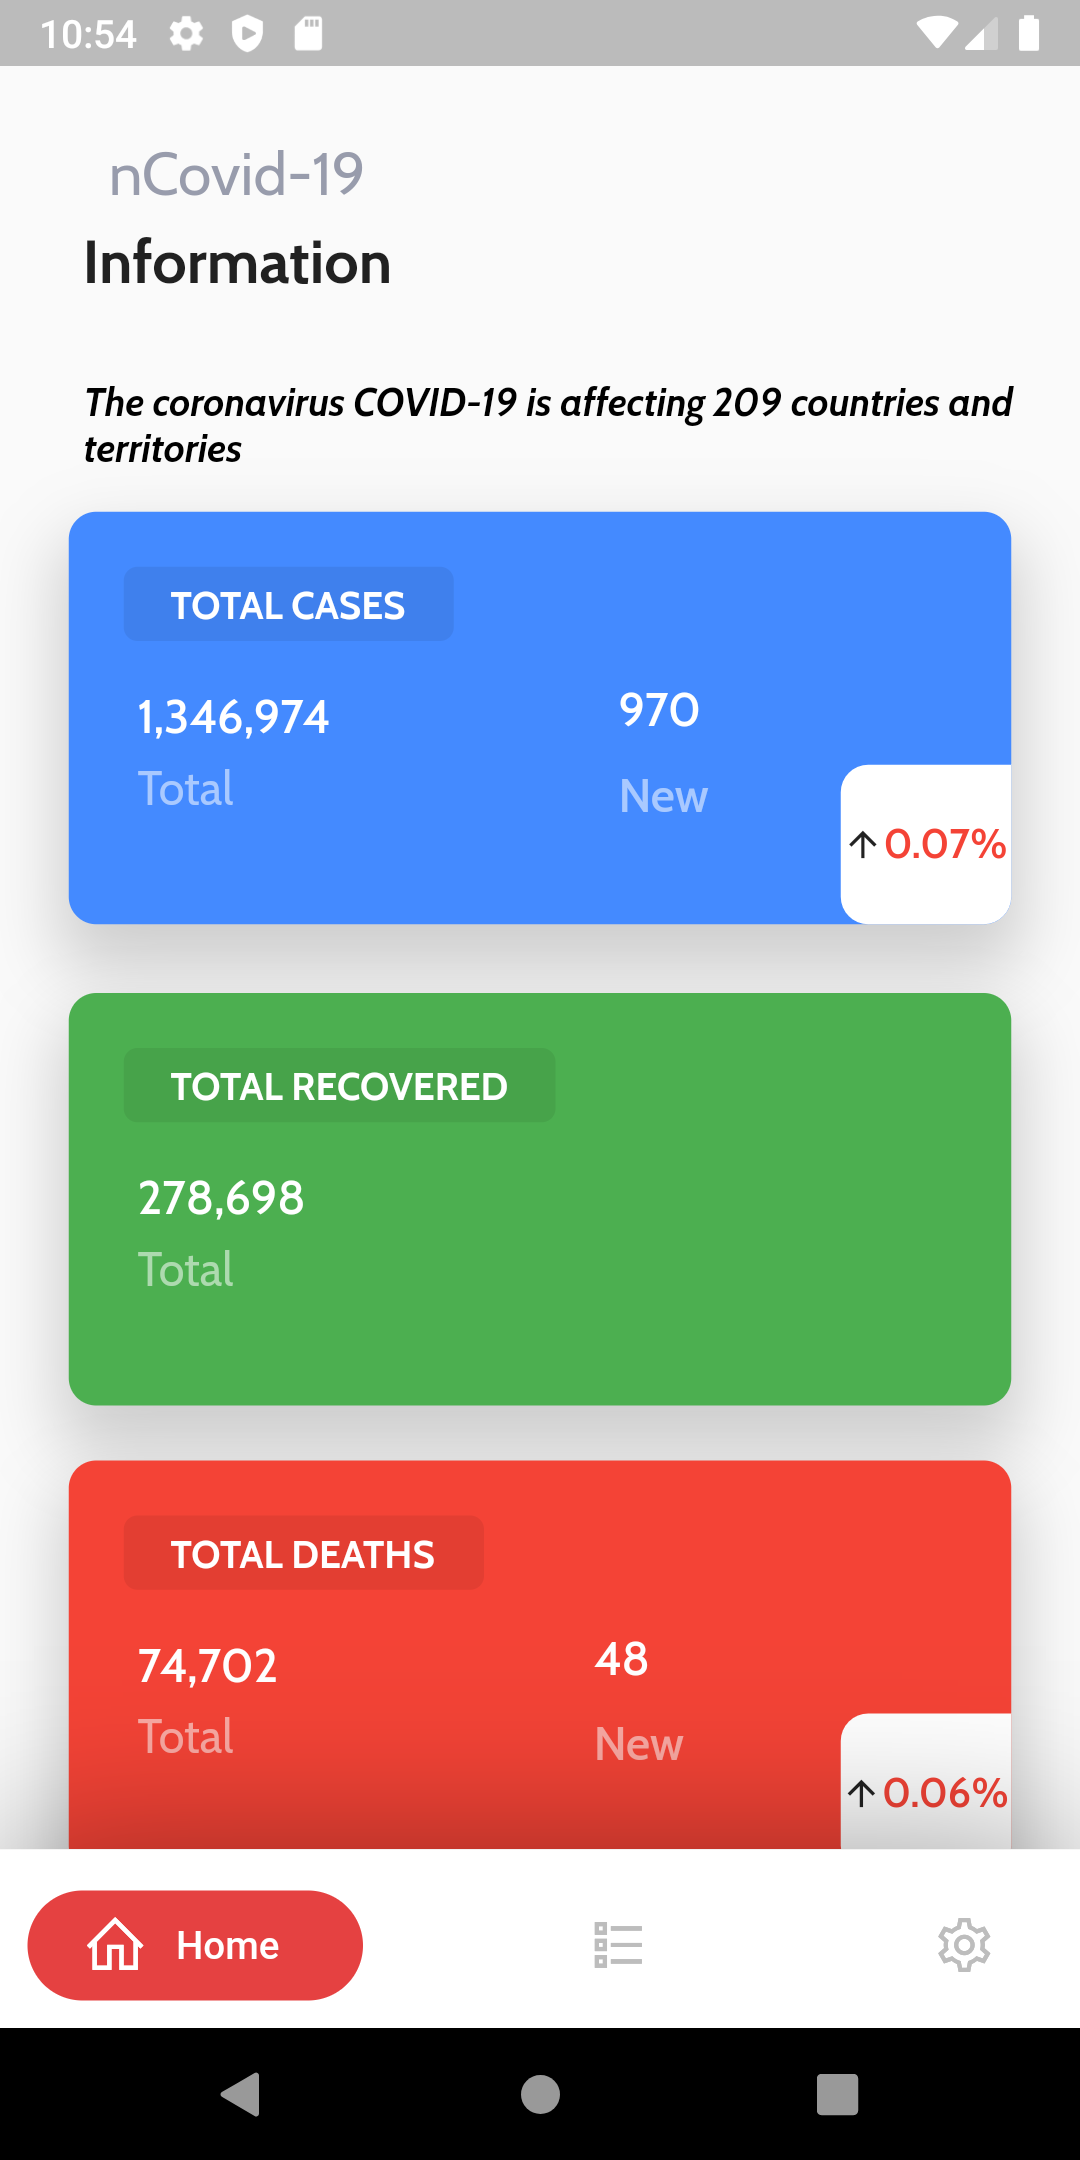 10:54
nCovid-19
Information
The coronavirus COVID-19 is affecting 209 countries and
territories
TOTAL CASES
1,346,974
970
Total
New
0.07%
TOTAL RECOVERED
278,698
Total
TOTAL DEATHS
74,702
48
Total
New
0.06%
Home